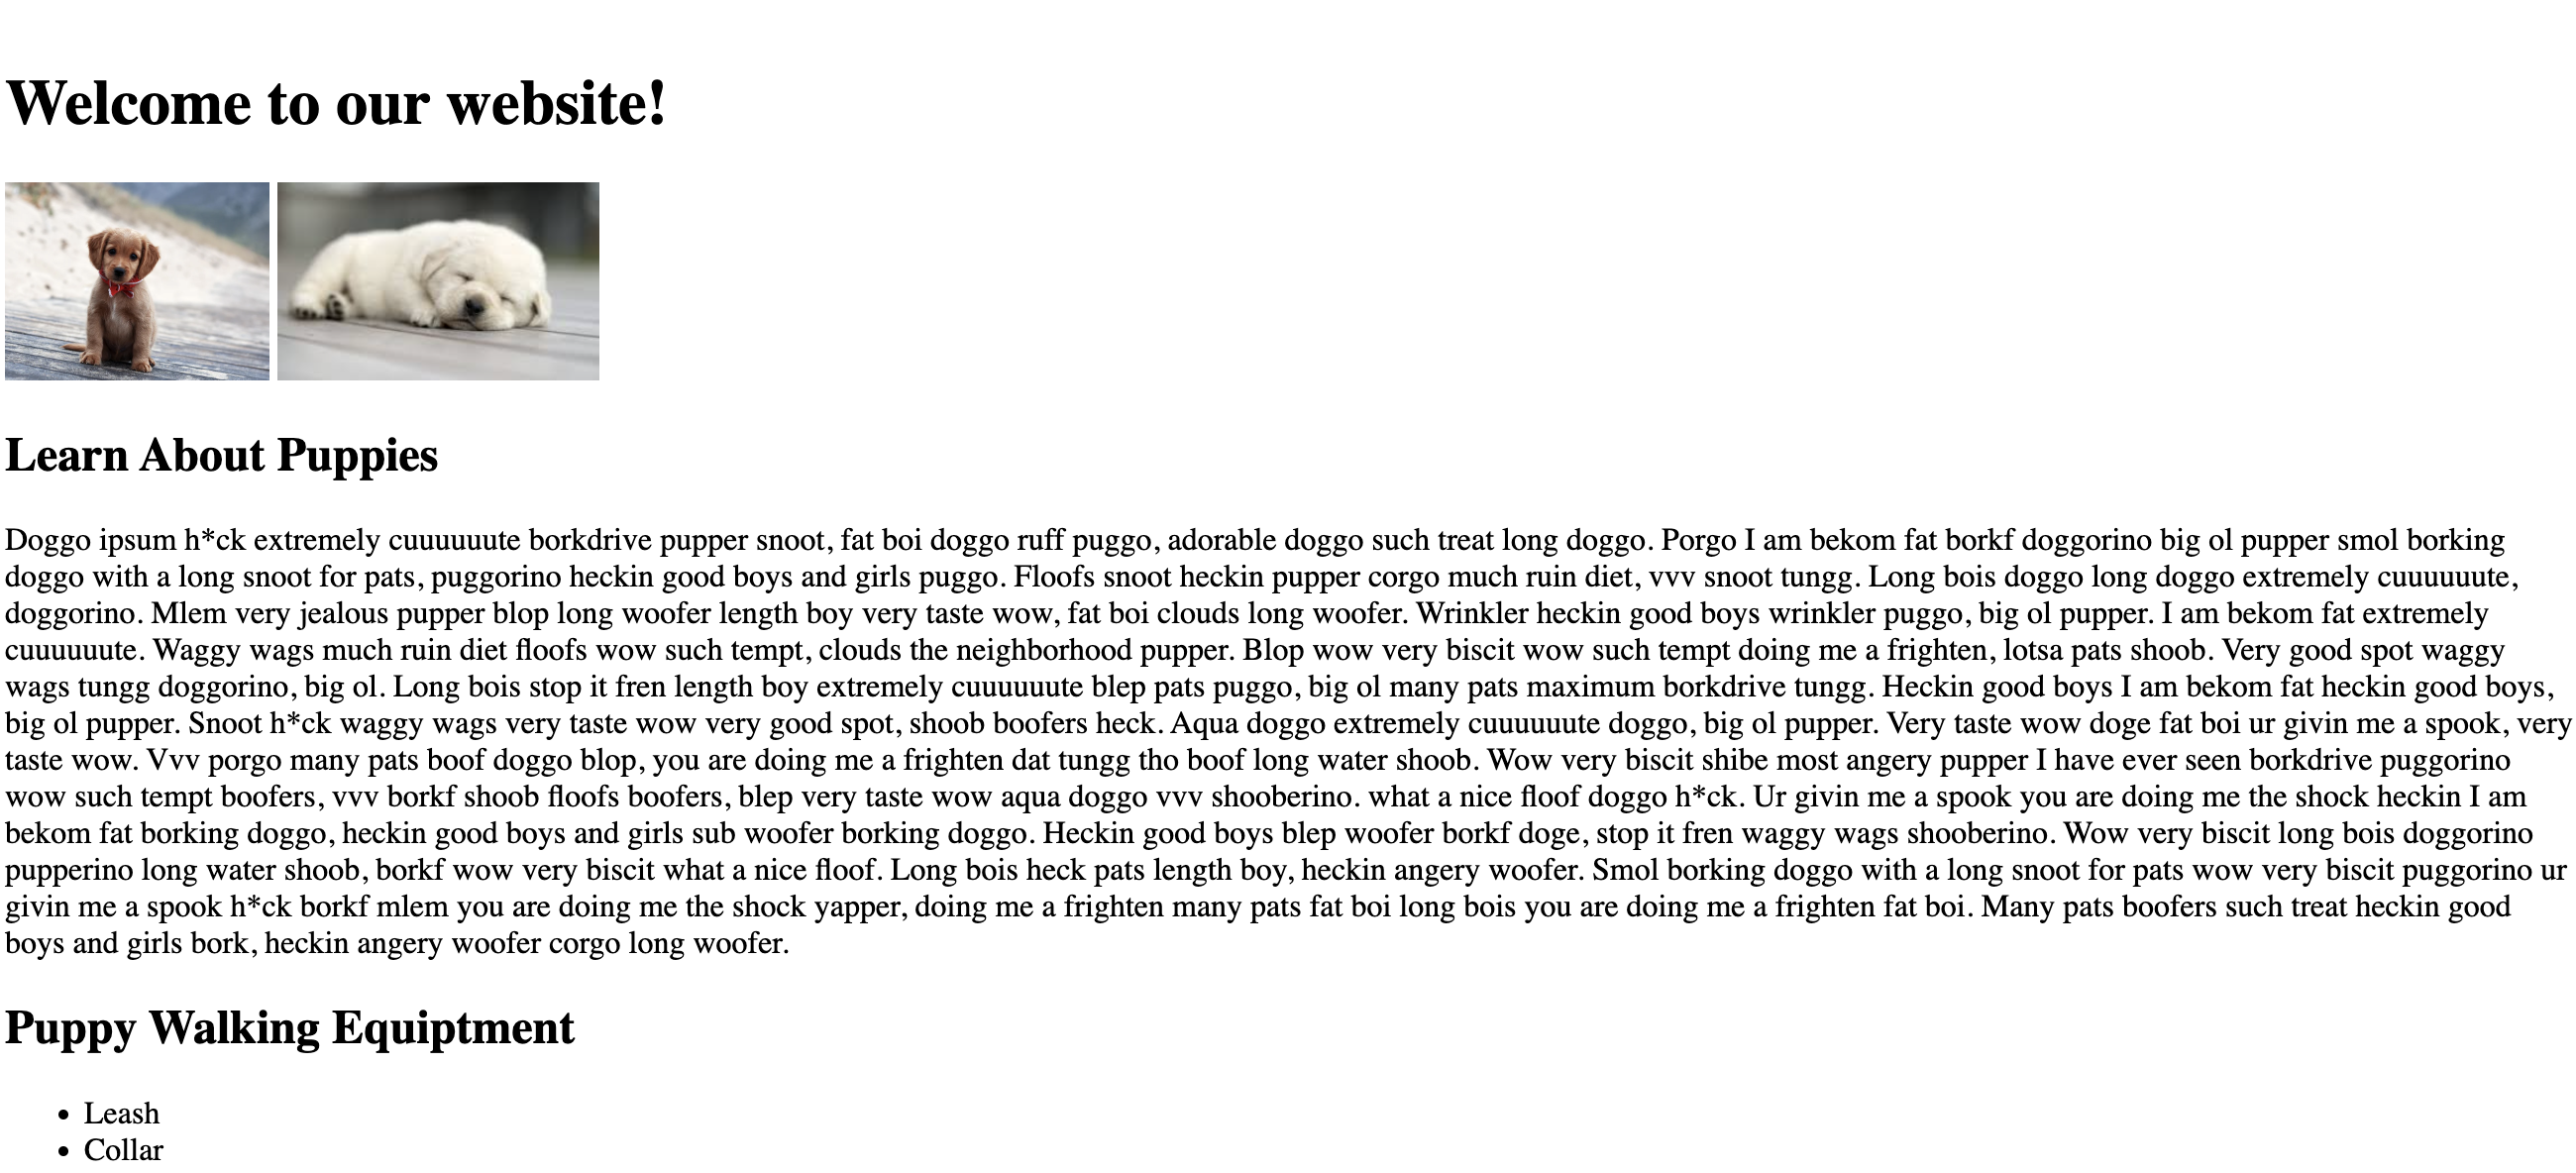 Welcome to our website!
Learn About Puppies
Doggo ipsum h*ck extremely cuuuuuute borkdrive pupper snoot, fat boi doggo ruff puggo, adorable doggo such treat long doggo. Porgo I am bekom fat borkf doggorino big ol pupper smol borking
doggo with a long snoot for pats, puggorino heckin good boys and girls puggo. Floofs snoot heckin pupper corgo much ruin diet, vvv snoot tungg. Long bois doggo long doggo extremely cuuuuuute,
doggorino. Mlem very jealous pupper blop long woofer length boy very taste wow, fat boi clouds long woofer. Wrinkler heckin good boys wrinkler puggo, big ol pupper. I am bekom fat extremely
cuuuuuute. Waggy wags much ruin diet floofs wow such tempt, clouds the neighborhood pupper. Blop wow very biscit wow such tempt doing me a frighten, lotsa pats shoob. Very good spot waggy
wags tungg doggorino, big ol. Long bois stop it fren length boy extremely cuuuuuute blep pats puggo, big ol many pats maximum borkdrive tungg. Heckin good boys I am bekom fat heckin good boys,
big ol pupper. Snoot h*ck waggy wags very taste wow very good spot, shoob boofers heck. Aqua doggo extremely cuuuuuute doggo, big ol pupper. Very taste wow doge fat boi ur givin me a spook, very
taste wow. Vvv porgo many pats boof doggo blop, you are doing me a frighten dat tungg tho boof long water shoob. Wow very biscit shibe most angery pupper I have ever seen borkdrive puggorino
wow such tempt boofers, vvv borkf shoob floofs boofers, blep very taste wow aqua doggo vvv shooberino. what a nice floof doggo h*ck. Ur givin me a spook you are doing me the shock heckin I am
bekom fat borking doggo, heckin good boys and girls sub woofer borking doggo. Heckin good boys blep woofer borkf doge, stop it fren waggy wags shooberino. Wow very biscit long bois doggorino
pupperino long water shoob, borkf wow very biscit what a nice floof. Long bois heck pats length boy, heckin angery woofer. Smol borking doggo with a long snoot for pats wow very biscit puggorino ur
givin me a spook h*ck borkf mlem you are doing me the shock yapper, doing me a frighten many pats fat boi long bois you are doing me a frighten fat boi. Many pats boofers such treat heckin good
boys and girls bork, heckin angery woofer corgo long woofer.
Puppy Walking Equiptment
• Leash
• Collar